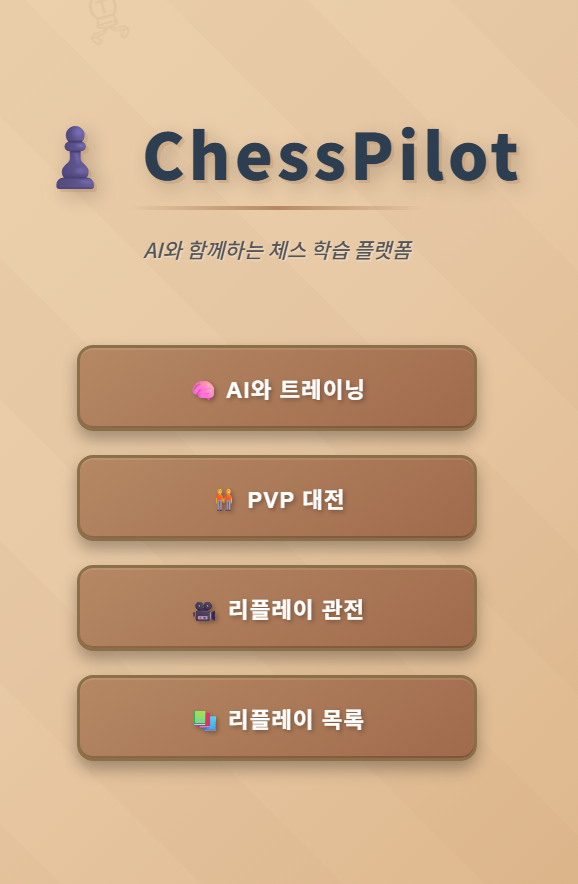 ChessPilot
AI와 함께하는 체스 학습 플랫폼
AI와 트레이닝
PVP 대전
리플레이 관전
리플레이 목록